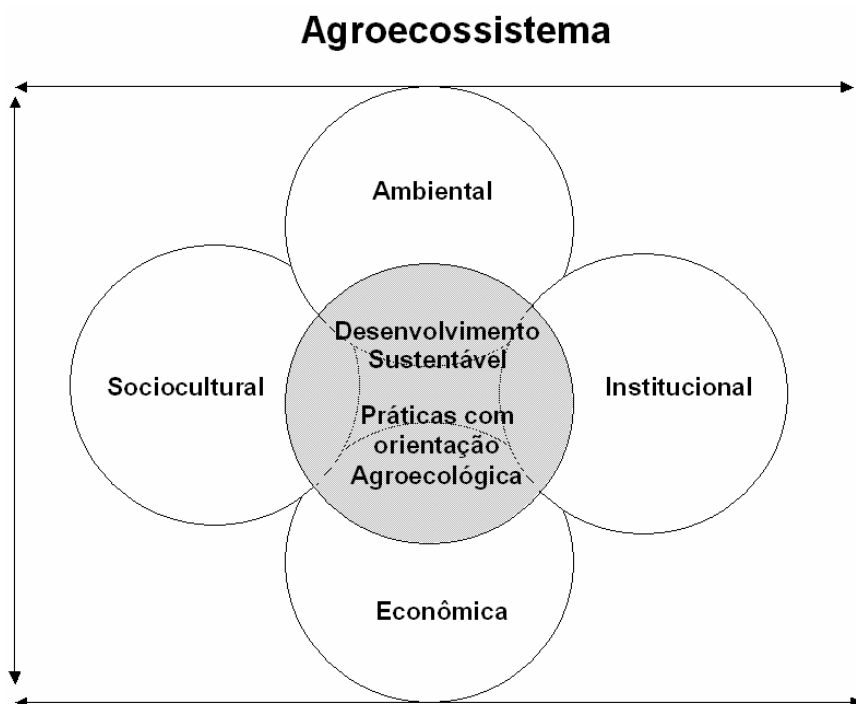 Agroecossistema
Ambiental
Desenvolvimento
Sustentável
Sociocultural
Institucional
Práticas com
orientação
Agroecológica
Econômica